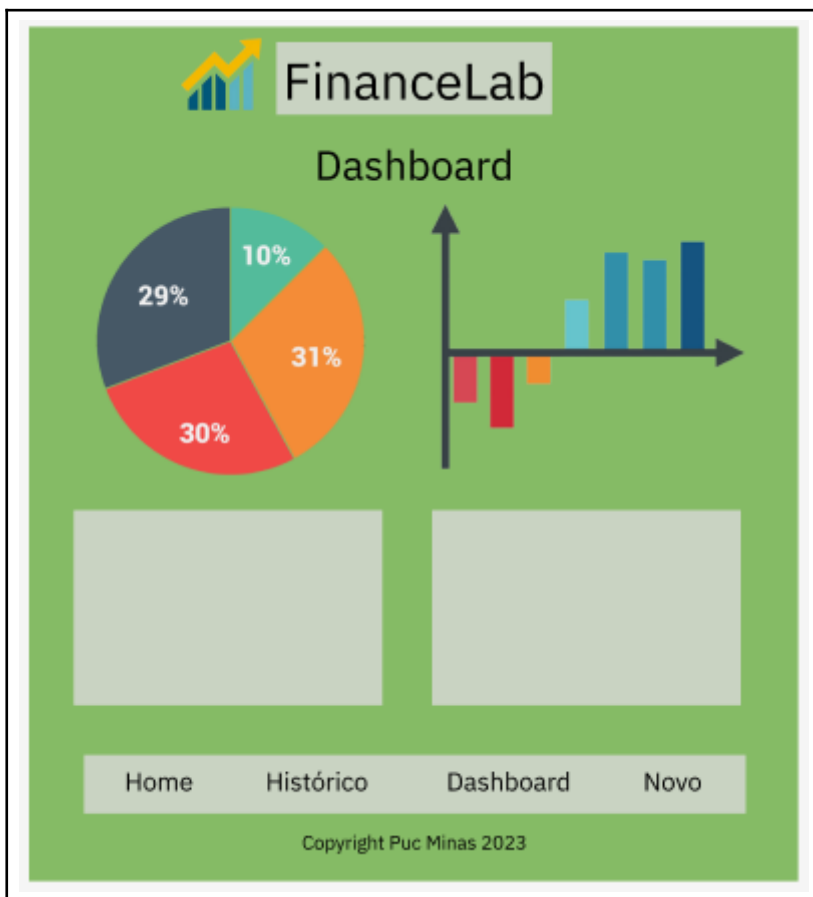 FinanceLab
Dashboard
10%
29%
31%
30%
Home Histórico Dashboard Novo
Copyright Puc Minas 2023